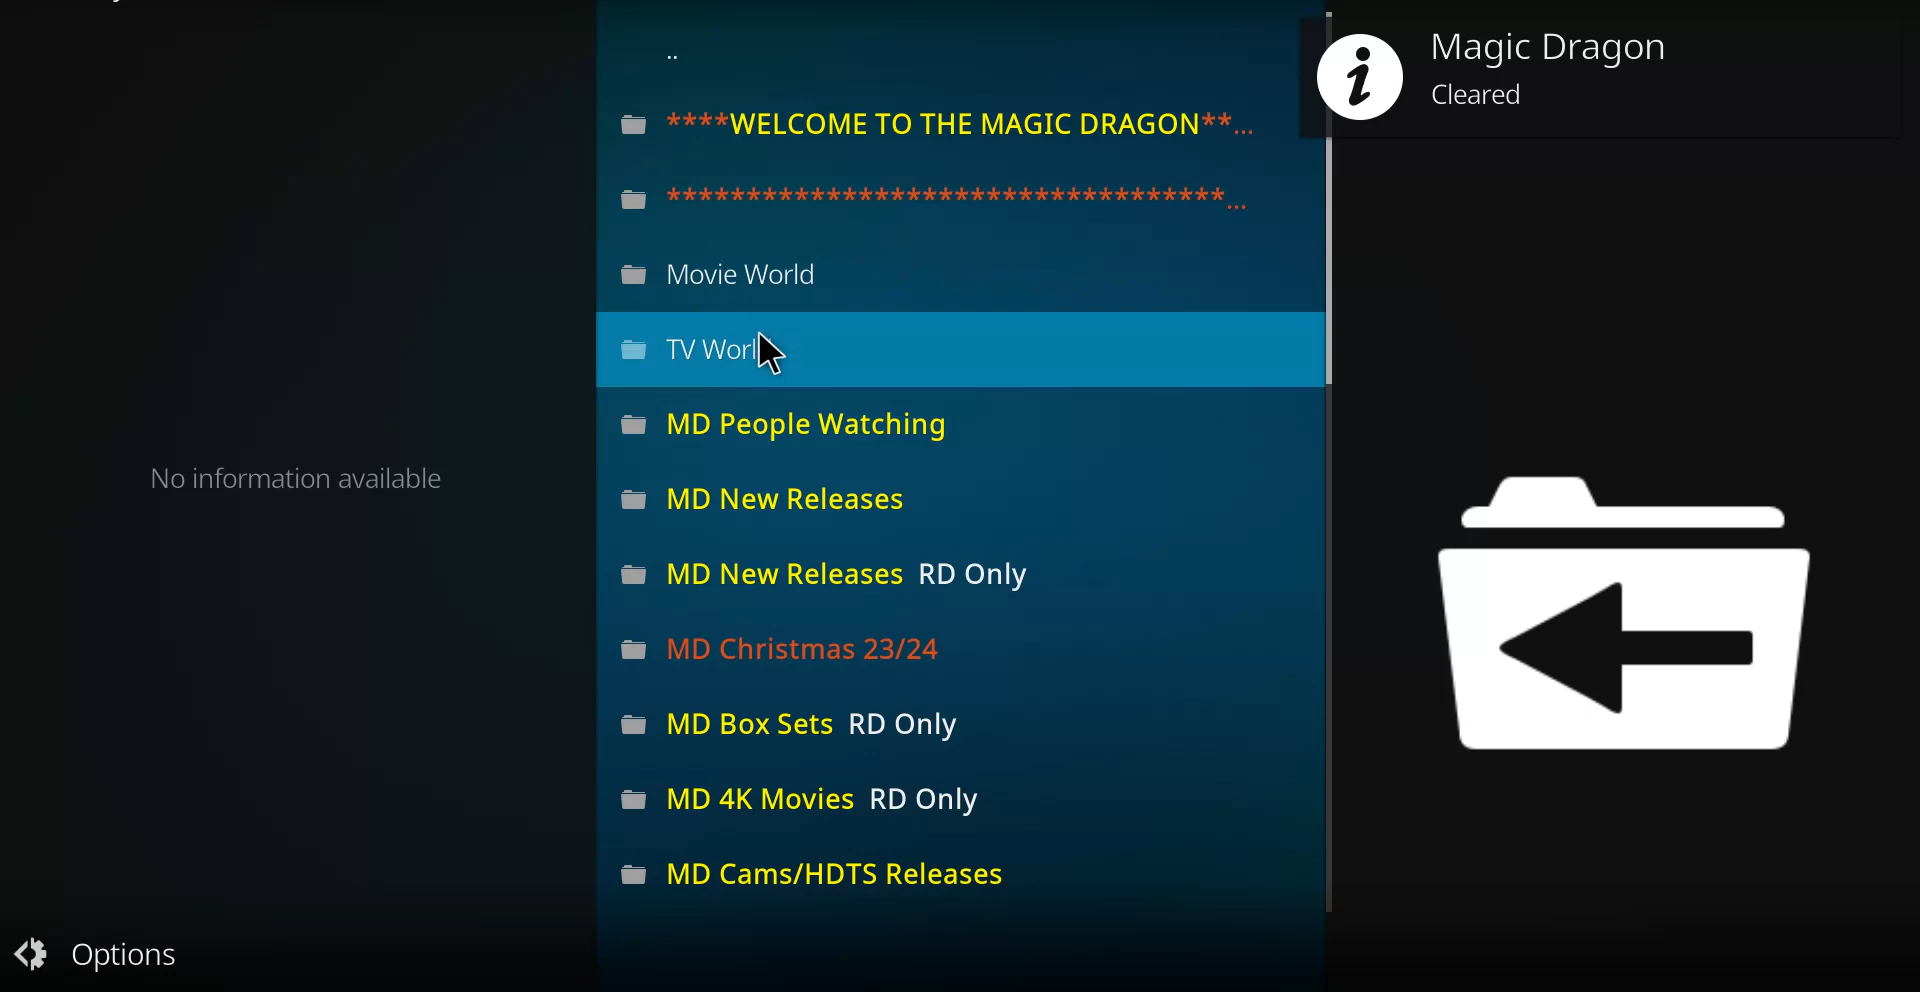 ..
****WELCOME TO THE MAGIC DRAGON**...
***********************************...
Movie World
TV Worl
MD People Watching
MD New Releases
MD New Releases RD Only
MD Christmas 23/24
MD Box Sets RD Only
MD 4K Movies RD Only
MD Cams/HDTS Releases
Magic Dragon
Cleared
No information available
Options